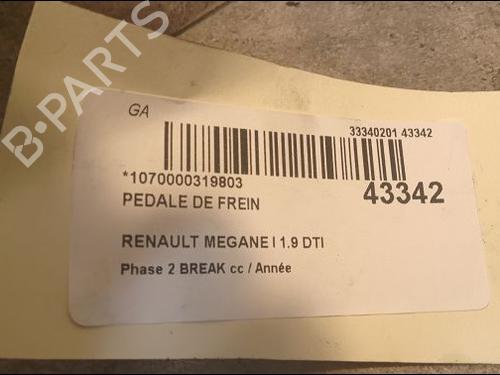 B-PARTS
GA
33340201 43342
*1070000319803
43342
PEDALE DE FREIN
RENAULT MEGANE I 1.9 DTI
Phase 2 BREAK cc / Année